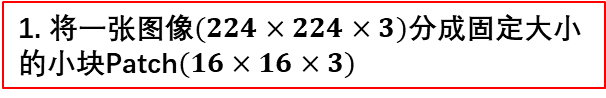 1. 将一张图像(224 × 224 × 3)分成固定大小
的小块Patch(16 × 16 × 3)